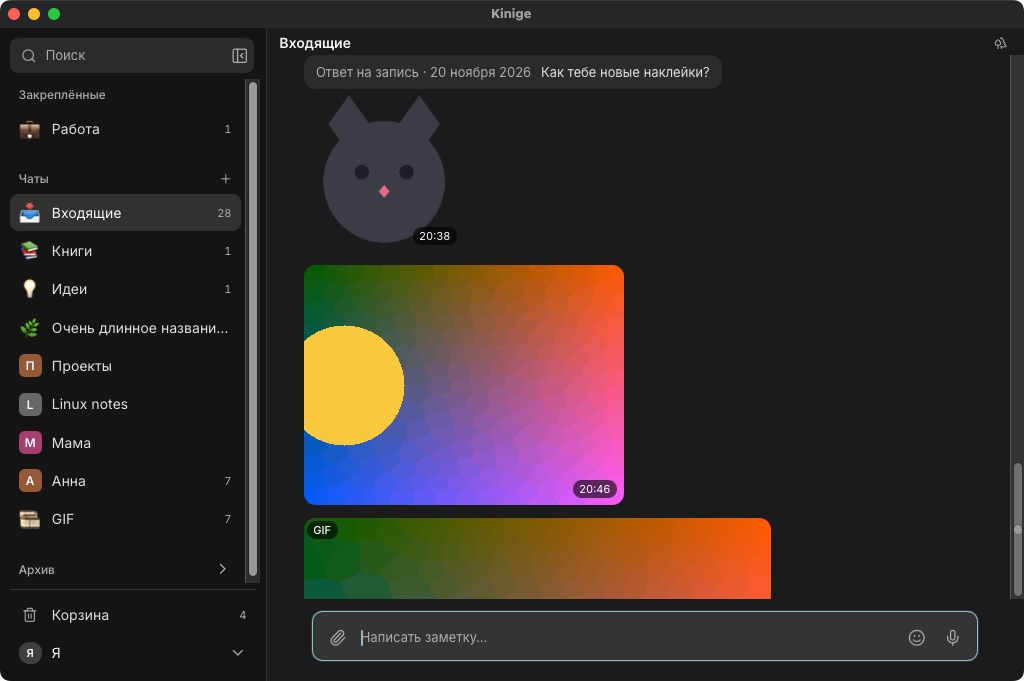 Kinige
Поиск
Закреплённые
Работа 1
Чаты
Входящие 28
Книги 1
Идеи 1
Очень длинное названи...
П Проекты
L Linux notes
М Мама
А Анна 7
GIF 7
Архив
Корзина 4
Я Я
Входящие
Ответ на запись · 20 ноября 2026 Как тебе новые наклейки?
20:38
20:46
GIF
Написать заметку...